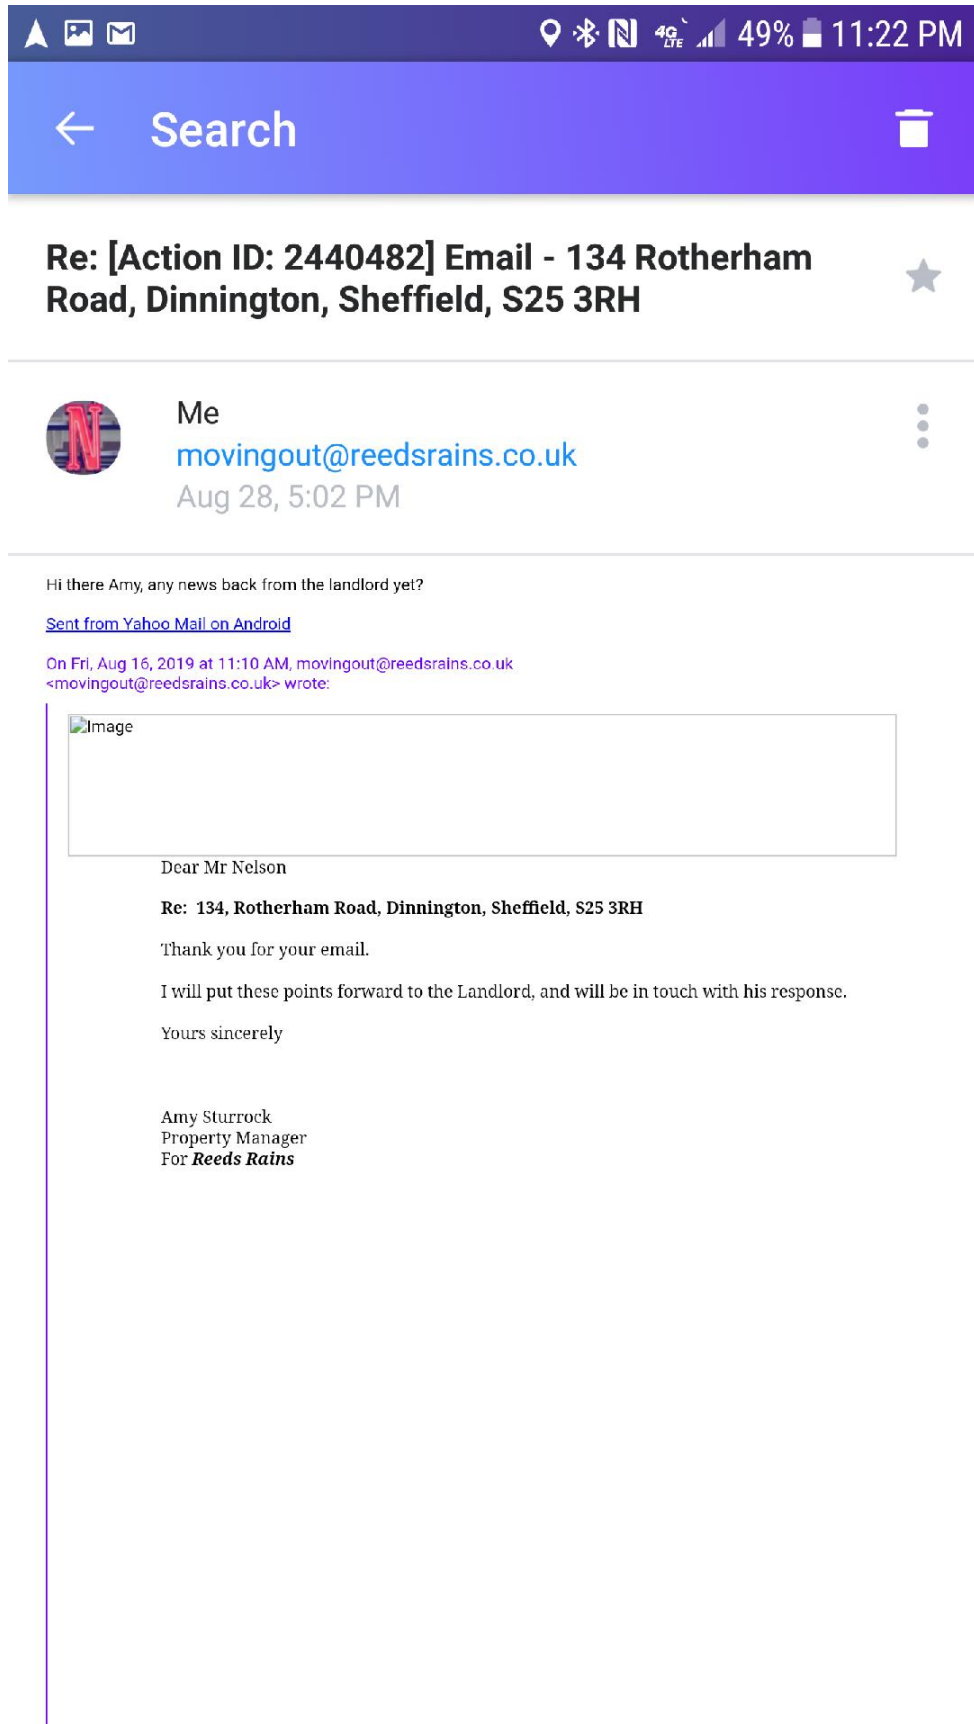 4G LTE 49% 11:22 PM
Search
Re: [Action ID: 2440482] Email - 134 Rotherham
Road, Dinnington, Sheffield, S25 3RH
N
Me
movingout@reedsrains.co.uk
Aug 28, 5:02 PM
Hi there Amy, any news back from the landlord yet?
Sent from Yahoo Mail on Android
On Fri, Aug 16, 2019 at 11:10 AM, movingout@reedsrains.co.uk
<movingout@reedsrains.co.uk> wrote:
Image
Dear Mr Nelson
Re: 134, Rotherham Road, Dinnington, Sheffield, S25 3RH
Thank you for your email.
I will put these points forward to the Landlord, and will be in touch with his response.
Yours sincerely
Amy Sturrock
Property Manager
For Reeds Rains